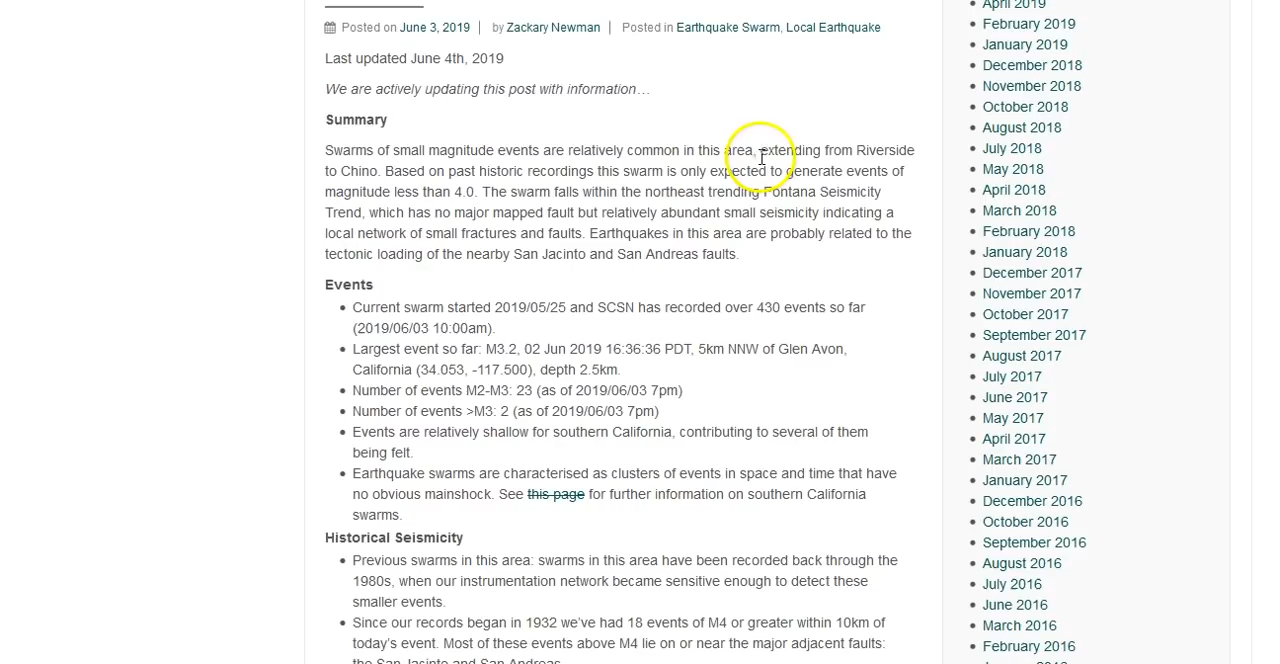 Posted on June 3, 2019 | by Zackary Newman | Posted in Earthquake Swarm, Local Earthquake
Last updated June 4th, 2019
We are actively updating this post with information…
Summary
Swarms of small magnitude events are relatively common in this area, extending from Riverside
to Chino. Based on past historic recordings this swarm is only expected to generate events of
magnitude less than 4.0. The swarm falls within the northeast trending Fontana Seismicity
Trend, which has no major mapped fault but relatively abundant small seismicity indicating a
local network of small fractures and faults. Earthquakes in this area are probably related to the
tectonic loading of the nearby San Jacinto and San Andreas faults.
Events
• Current swarm started 2019/05/25 and SCSN has recorded over 430 events so far
(2019/06/03 10:00am).
• Largest event so far: M3.2, 02 Jun 2019 16:36:36 PDT, 5km NNW of Glen Avon,
California (34.053, -117.500), depth 2.5km.
• Number of events M2-M3: 23 (as of 2019/06/03 7pm)
• Number of events >M3: 2 (as of 2019/06/03 7pm)
• Events are relatively shallow for southern California, contributing to several of them
being felt.
• Earthquake swarms are characterised as clusters of events in space and time that have
no obvious mainshock. See this page for further information on southern California
swarms.
Historical Seismicity
• Previous swarms in this area: swarms in this area have been recorded back through the
1980s, when our instrumentation network became sensitive enough to detect these
smaller events.
• Since our records began in 1932 we've had 18 events of M4 or greater within 10km of
today's event. Most of these events above M4 lie on or near the major adjacent faults:
the San Jacinto and San Andreas.
• April 2019
• February 2019
• January 2019
• December 2018
• November 2018
• October 2018
• August 2018
• July 2018
• May 2018
• April 2018
• March 2018
• February 2018
• January 2018
• December 2017
• November 2017
• October 2017
• September 2017
• August 2017
• July 2017
• June 2017
• May 2017
• April 2017
• March 2017
• January 2017
• December 2016
• October 2016
• September 2016
• August 2016
• July 2016
• June 2016
• March 2016
• February 2016